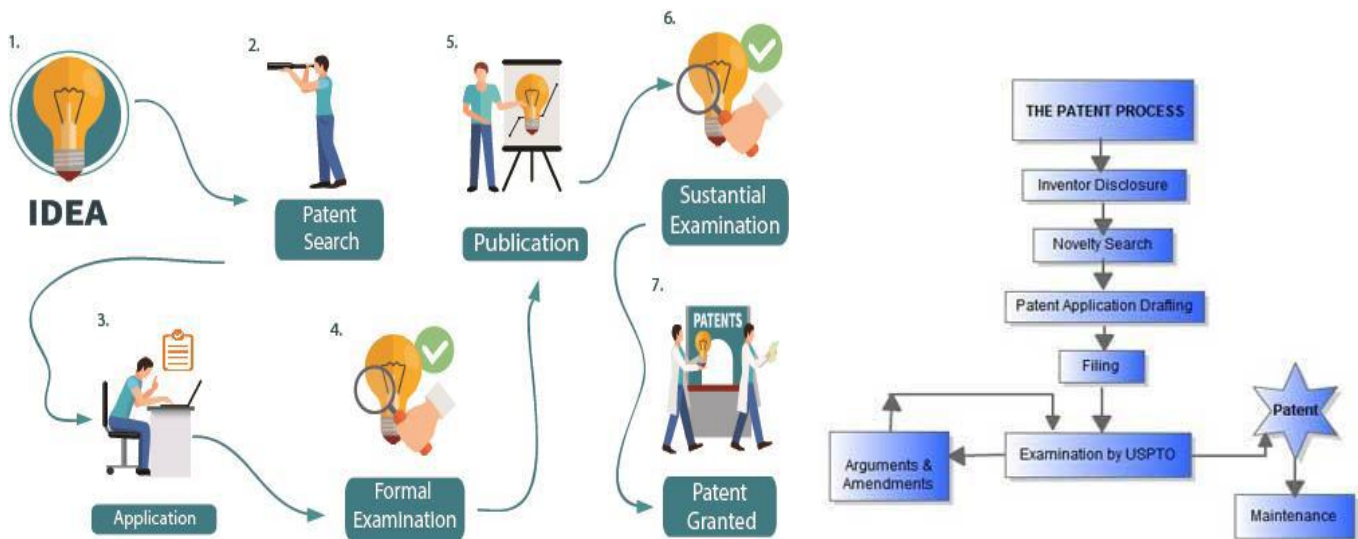 1.
IDEA
2.
Patent
Search
3.
Application
4.
Formal
Examination
5.
Publication
6.
Sustantial
Examination
7.
PATENTS
Patent
Granted
THE PATENT PROCESS
Inventor Disclosure
Novelty Search
Patent Application Drafting
Filing
Examination by USPTO
Arguments &
Amendments
Patent
Maintenance